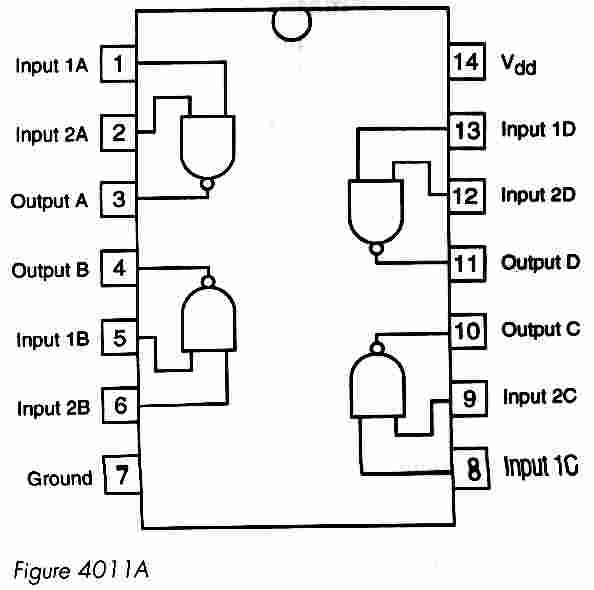 Input 1A 1
Input 2A 2
Output A 3
Output B 4
Input 1B 5
Input 2B 6
Ground 7
14 Vdd
13 Input 1D
12 Input 2D
11 Output D
10 Output C
9 Input 2C
8 Input 1C
Figure 4011A